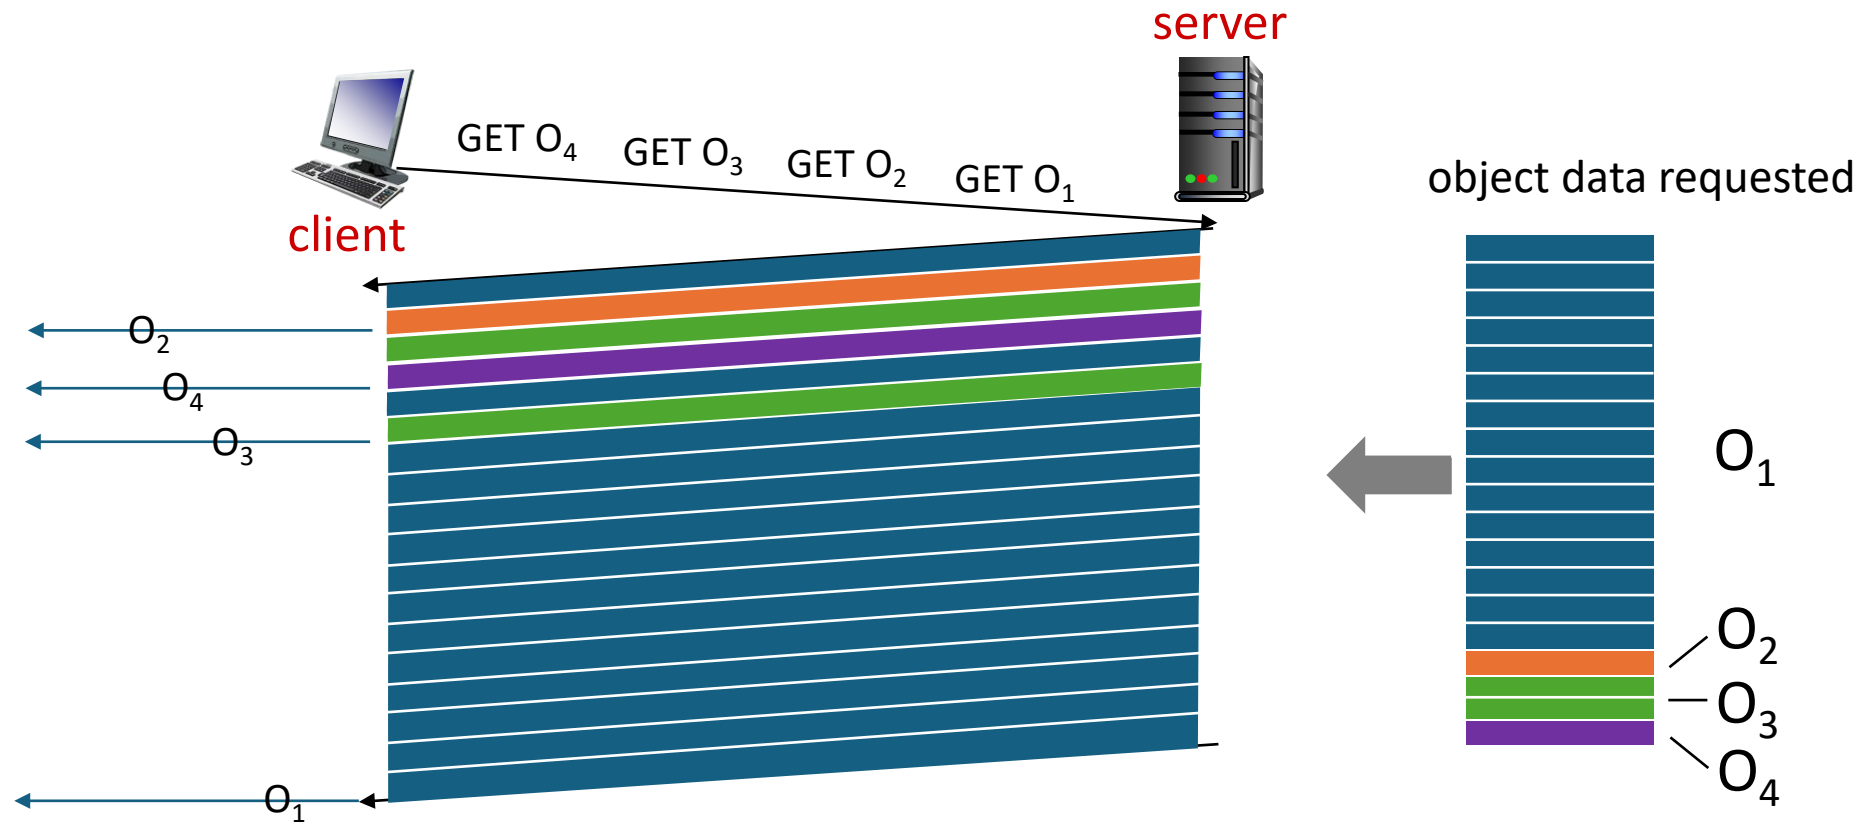 server
GET O₄
GET O₃
GET O₂
GET O₁
object data requested
client
O₂
O₄
O₃
O₁
O₂
O₃
O₄
O₁